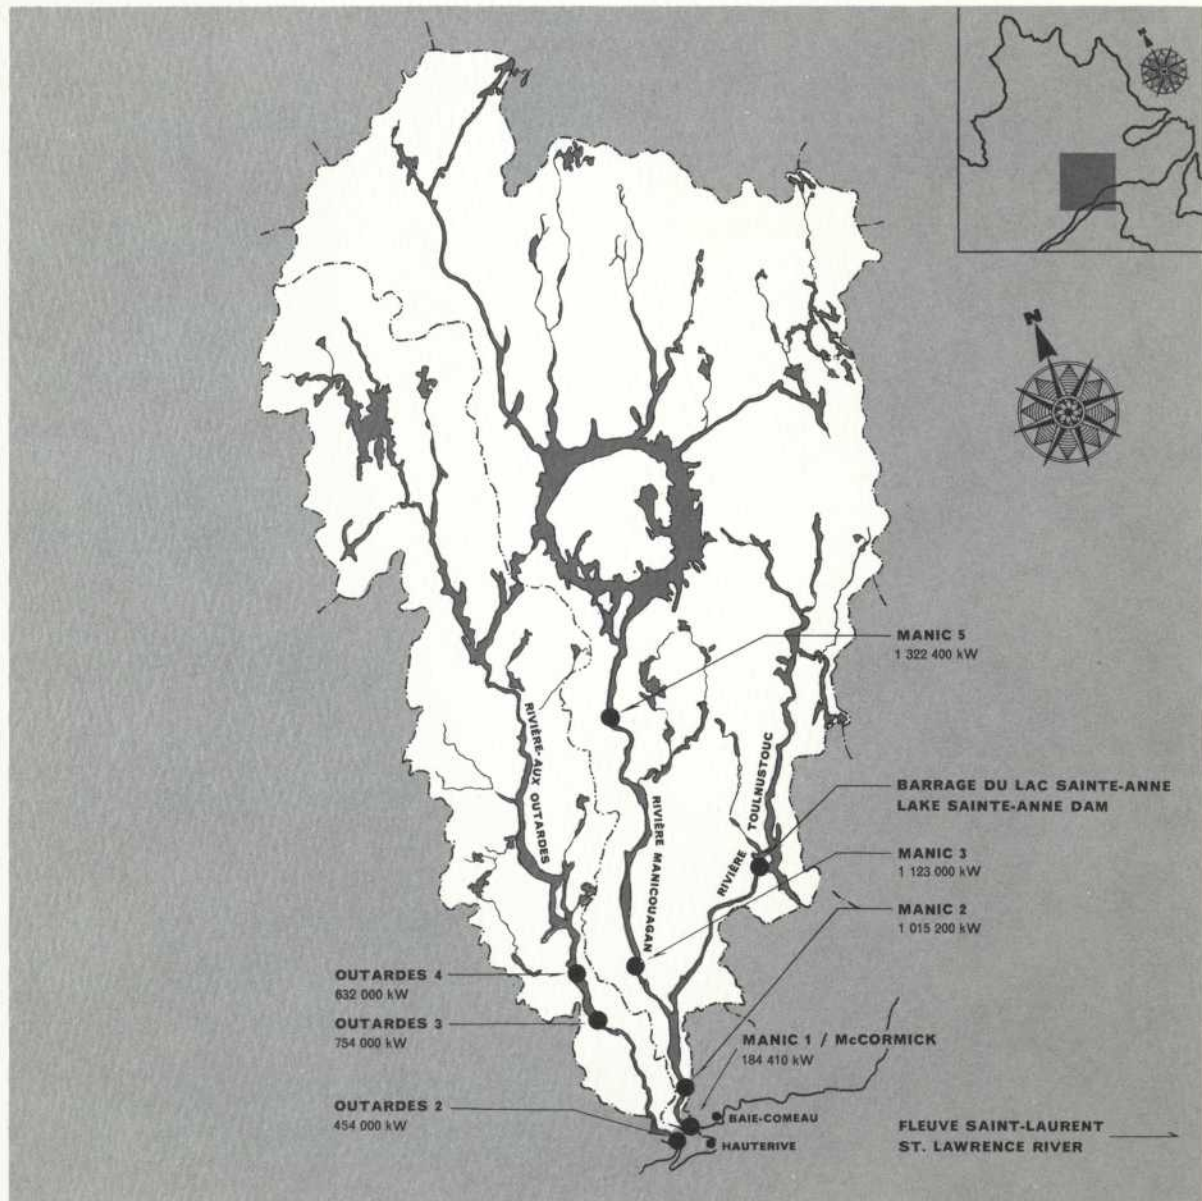 N
N
MANIC 5
1 322 400 kW
RIVIÈRE-AUX OUTARDES
RIVIÈRE MANICOUAGAN
RIVIÈRE TOULNUSTOUC
BARRAGE DU LAC SAINTE-ANNE
LAKE SAINTE-ANNE DAM
MANIC 3
1 123 000 kW
MANIC 2
1 015 200 kW
OUTARDES 4
632 000 kW
OUTARDES 3
754 000 kW
MANIC 1 / McCORMICK
184 410 kW
OUTARDES 2
454 000 kW
BAIE-COMEAU
HAUTERIVE
FLEUVE SAINT-LAURENT
ST. LAWRENCE RIVER